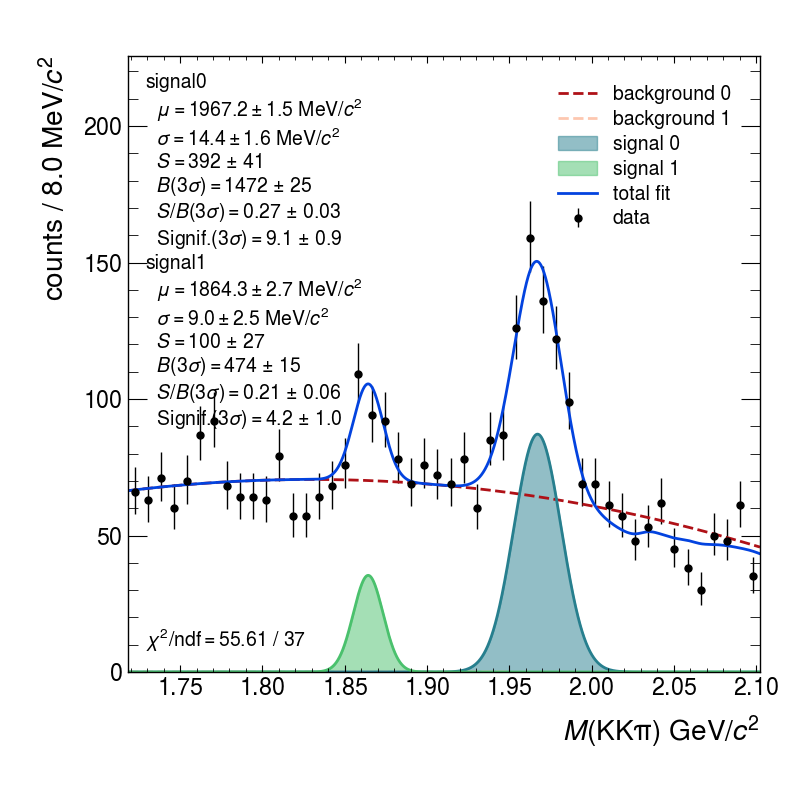 counts / 8.0 MeV/c²
signal0
μ = 1967.2 ± 1.5 MeV/c²
σ = 14.4 ± 1.6 MeV/c²
S = 392 ± 41
B(3σ) = 1472 ± 25
S/B(3σ) = 0.27 ± 0.03
Signif.(3σ) = 9.1 ± 0.9
signal1
μ = 1864.3 ± 2.7 MeV/c²
σ = 9.0 ± 2.5 MeV/c²
S = 100 ± 27
B(3σ) = 474 ± 15
S/B(3σ) = 0.21 ± 0.06
Signif.(3σ) = 4.2 ± 1.0
χ²/ndf = 55.61 / 37
background 0
background 1
signal 0
signal 1
total fit
data
200
150
100
50
0
1.75 1.80 1.85 1.90 1.95 2.00 2.05 2.10
M(KKπ) GeV/c²